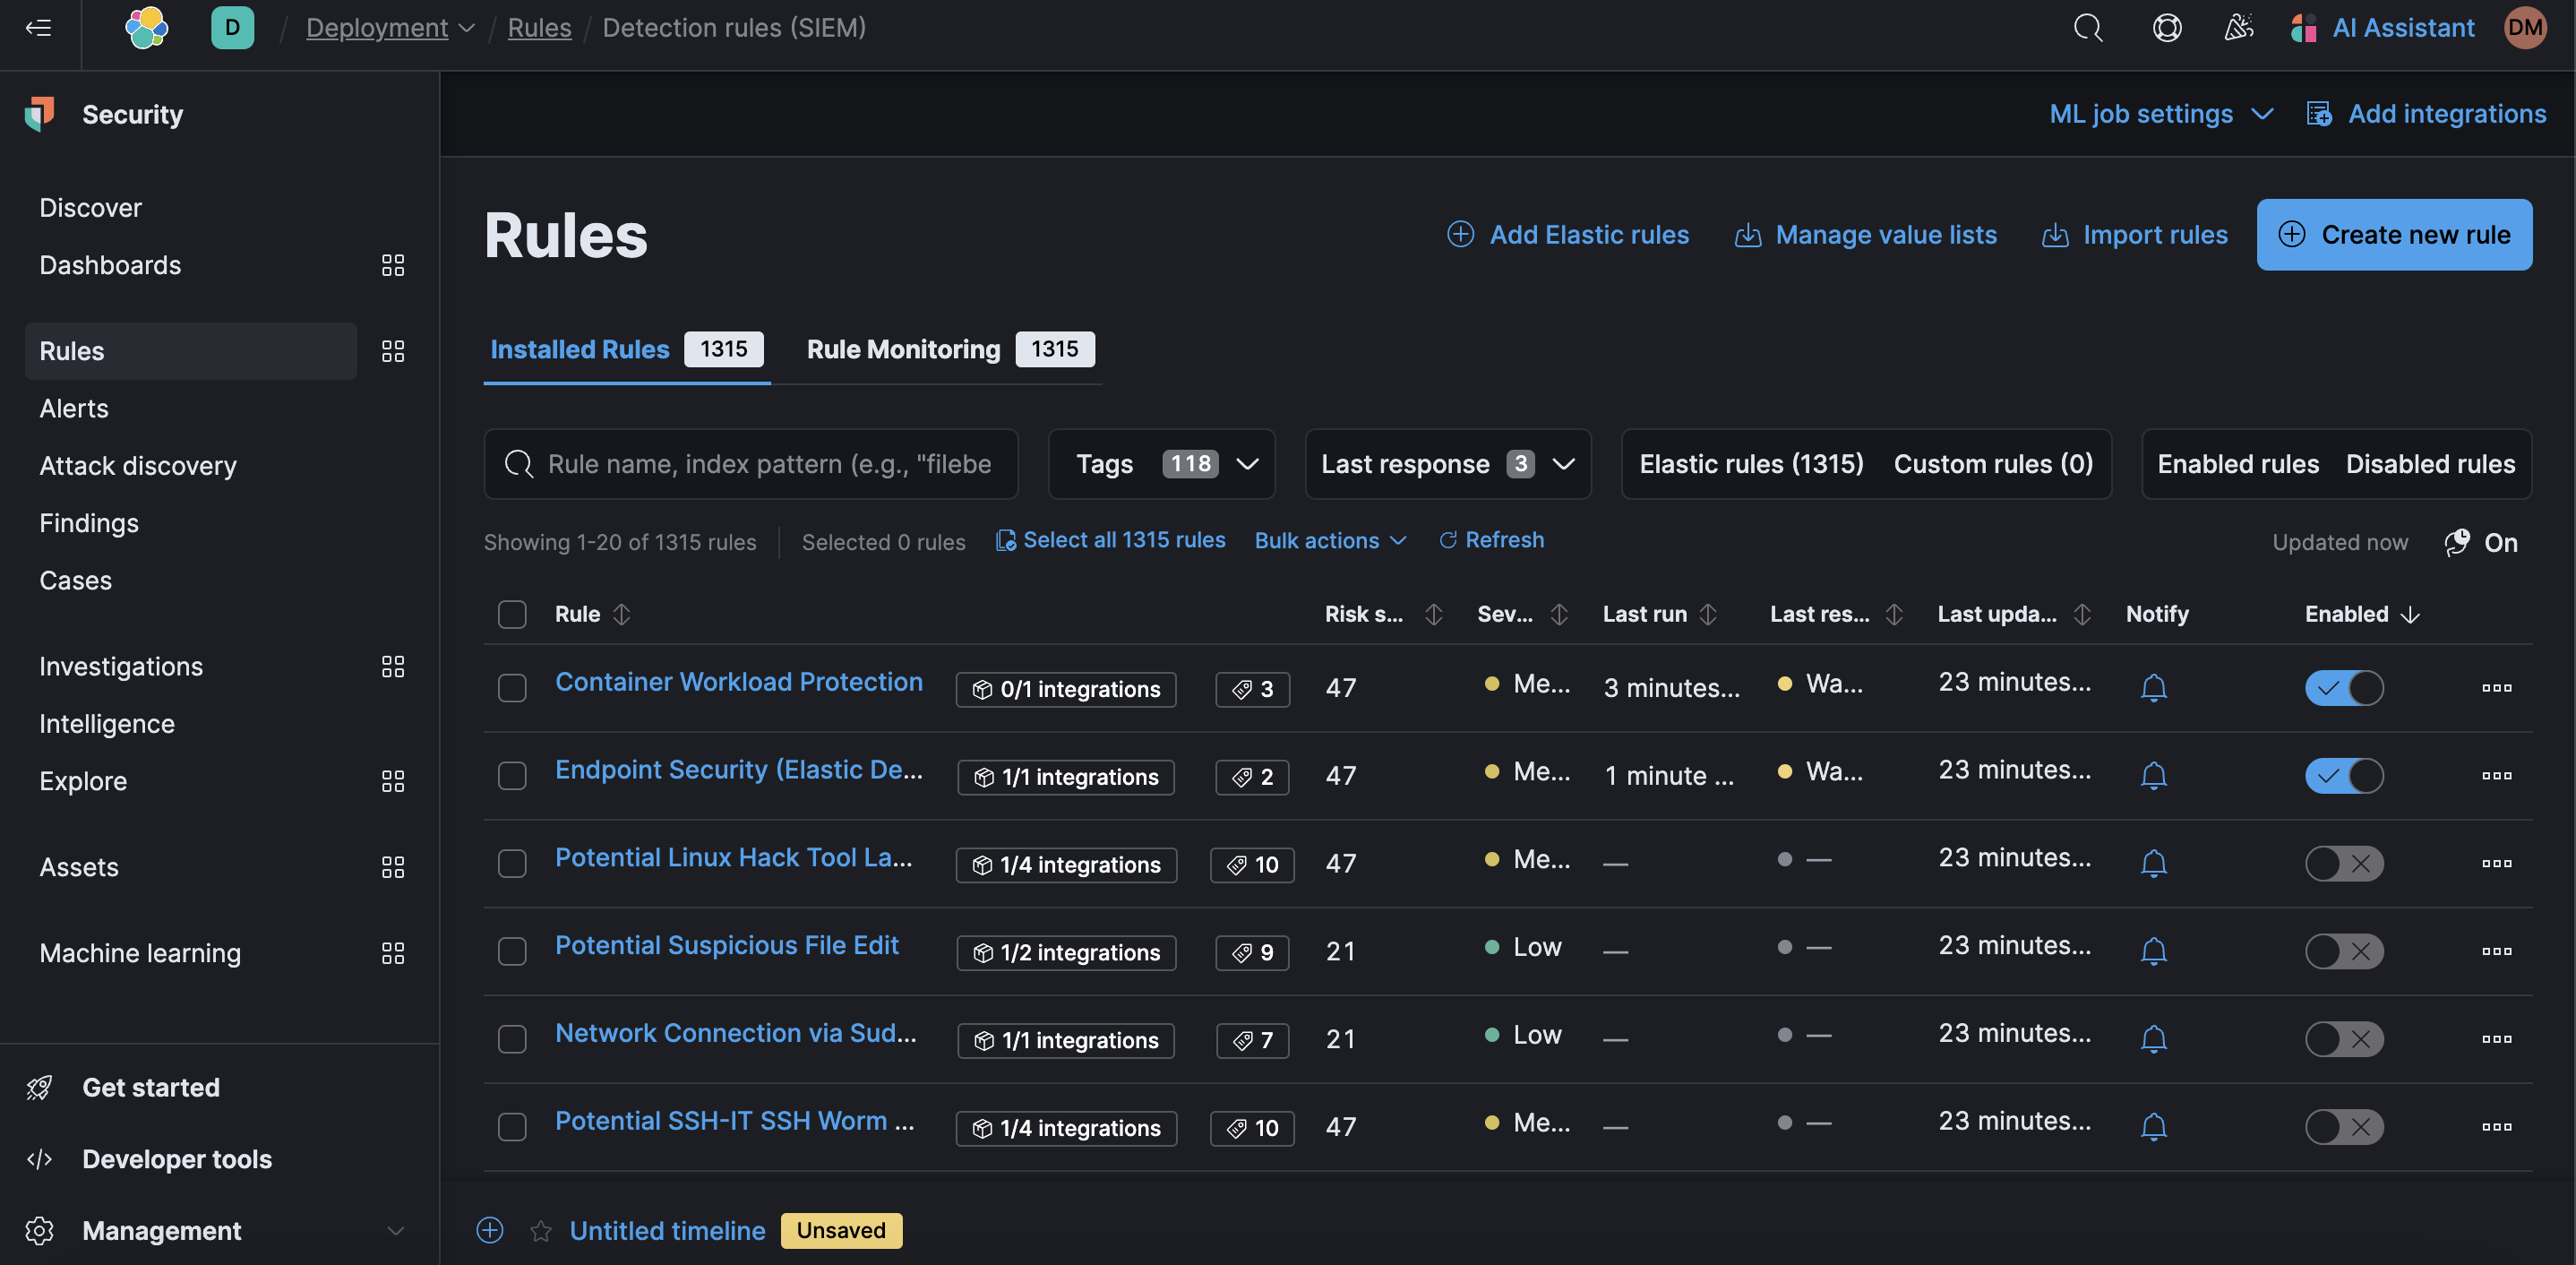 D / Deployment / Rules / Detection rules (SIEM)
AI Assistant DM
Security
ML job settings Add integrations
Discover
Dashboards
Rules
Alerts
Attack discovery
Findings
Cases
Investigations
Intelligence
Explore
Assets
Machine learning
Get started
Developer tools
Management
Rules
Add Elastic rules Manage value lists Import rules Create new rule
Installed Rules 1315 Rule Monitoring 1315
Rule name, index pattern (e.g., "filebe Tags 118 Last response 3 Elastic rules (1315) Custom rules (0) Enabled rules Disabled rules
Showing 1-20 of 1315 rules Selected 0 rules Select all 1315 rules Bulk actions Refresh Updated now On
Rule Risk s... Sev... Last run Last res... Last upda... Notify Enabled
Container Workload Protection 0/1 integrations 3 47 Me... 3 minutes... Wa... 23 minutes...
Endpoint Security (Elastic De... 1/1 integrations 2 47 Me... 1 minute ... Wa... 23 minutes...
Potential Linux Hack Tool La... 1/4 integrations 10 47 Me... — — 23 minutes...
Potential Suspicious File Edit 1/2 integrations 9 21 Low — — 23 minutes...
Network Connection via Sud... 1/1 integrations 7 21 Low — — 23 minutes...
Potential SSH-IT SSH Worm ... 1/4 integrations 10 47 Me... — — 23 minutes...
Untitled timeline Unsaved